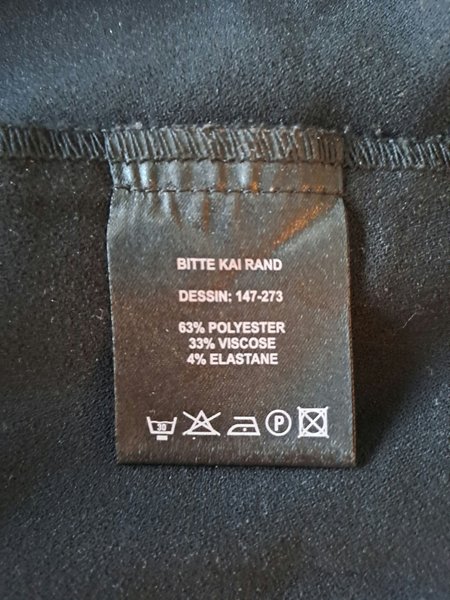 BITTE KAI RAND
DESSIN: 147-273
63% POLYESTER
33% VISCOSE
4% ELASTANE
30 P